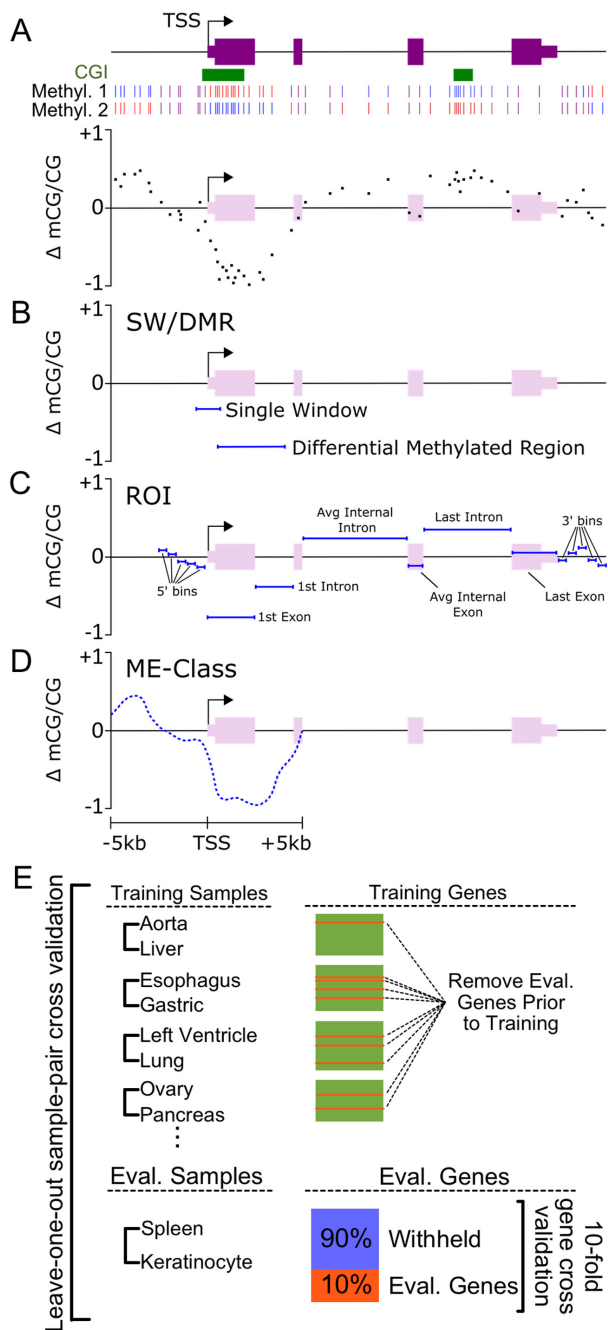 A
TSS
CGI
Methyl. 1
Methyl. 2
+1
0
-1
Δ mCG/CG
B
SW/DMR
+1
0
-1
Δ mCG/CG
Single Window
Differential Methylated Region
C
ROI
+1
0
-1
Δ mCG/CG
5' bins
1st Exon
1st Intron
Avg Internal
Intron
Avg Internal
Exon
Last Intron
Last Exon
3' bins
D
ME-Class
+1
0
-1
Δ mCG/CG
-5kb
TSS
+5kb
E
Leave-one-out sample-pair cross validation
Training Samples
Aorta
Liver
Esophagus
Gastric
Left Ventricle
Lung
Ovary
Pancreas
Training Genes
Remove Eval.
Genes Prior
to Training
Eval. Samples
Spleen
Keratinocyte
Eval. Genes
90%
Withheld
10%
Eval. Genes
10-fold
gene cross
validation